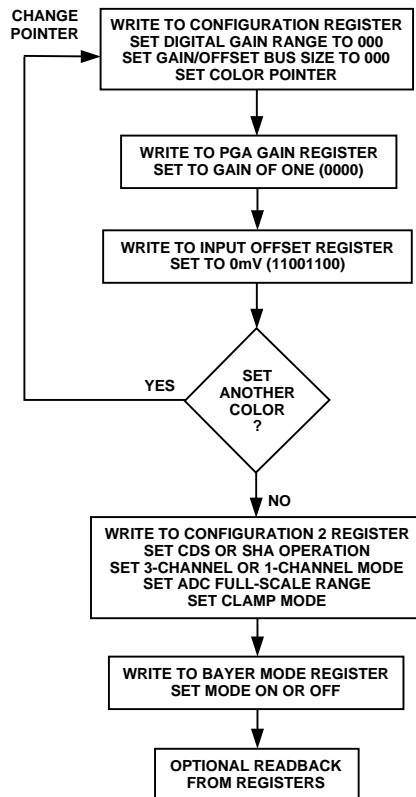 CHANGE
POINTER
WRITE TO CONFIGURATION REGISTER
SET DIGITAL GAIN RANGE TO 000
SET GAIN/OFFSET BUS SIZE TO 000
SET COLOR POINTER
WRITE TO PGA GAIN REGISTER
SET TO GAIN OF ONE (0000)
WRITE TO INPUT OFFSET REGISTER
SET TO 0mV (11001100)
YES
SET
ANOTHER
COLOR
?
NO
WRITE TO CONFIGURATION 2 REGISTER
SET CDS OR SHA OPERATION
SET 3-CHANNEL OR 1-CHANNEL MODE
SET ADC FULL-SCALE RANGE
SET CLAMP MODE
WRITE TO BAYER MODE REGISTER
SET MODE ON OR OFF
OPTIONAL READBACK
FROM REGISTERS